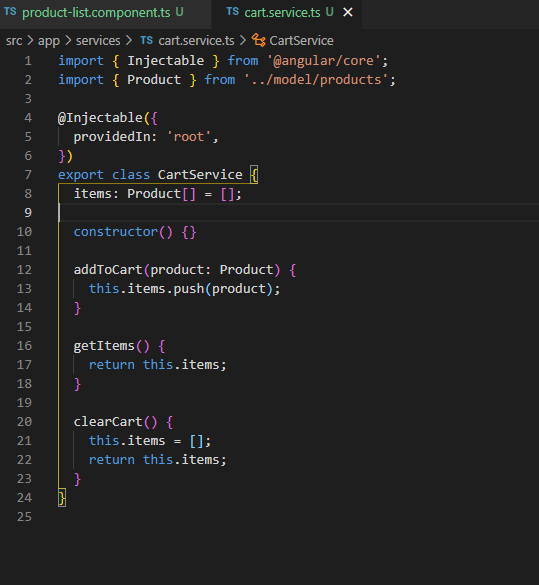 TS product-list.component.ts U TS cart.service.ts U ×
src > app > services > TS cart.service.ts > CartService
1 import { Injectable } from '@angular/core';
2 import { Product } from '../model/products';
3
4 @Injectable({
5   providedIn: 'root',
6 })
7 export class CartService {
8   items: Product[] = [];
9
10   constructor() {}
11
12   addToCart(product: Product) {
13     this.items.push(product);
14   }
15
16   getItems() {
17     return this.items;
18   }
19
20   clearCart() {
21     this.items = [];
22     return this.items;
23   }
24 }
25